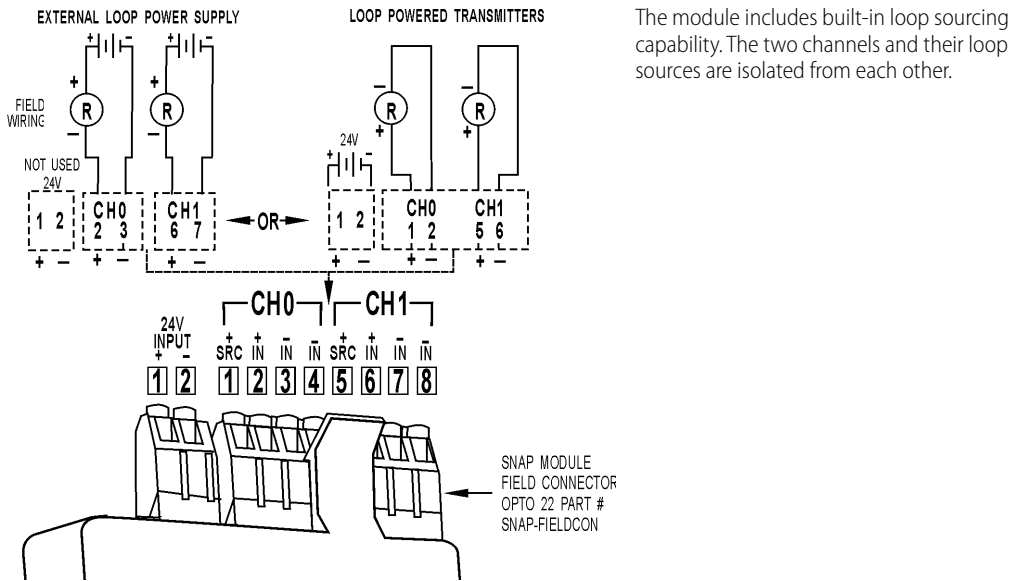 EXTERNAL LOOP POWER SUPPLY
+ -
+ -
+
R
-
+
R
-
FIELD
WIRING
NOT USED
24V
1 2
+ -
CH0
2 3
+ -
CH1
6 7
+ -
OR
LOOP POWERED TRANSMITTERS
-
R
+
-
R
+
24V
+ -
1 2
+ -
CH0
1 2
+ -
CH1
5 6
+ -
The module includes built-in loop sourcing
capability. The two channels and their loop
sources are isolated from each other.
CH0 CH1
24V
INPUT
+ -
+ + - - + + - -
SRC IN IN IN SRC IN IN IN
1 2 1 2 3 4 5 6 7 8
SNAP MODULE
FIELD CONNECTOR
OPTO 22 PART #
SNAP-FIELDCON